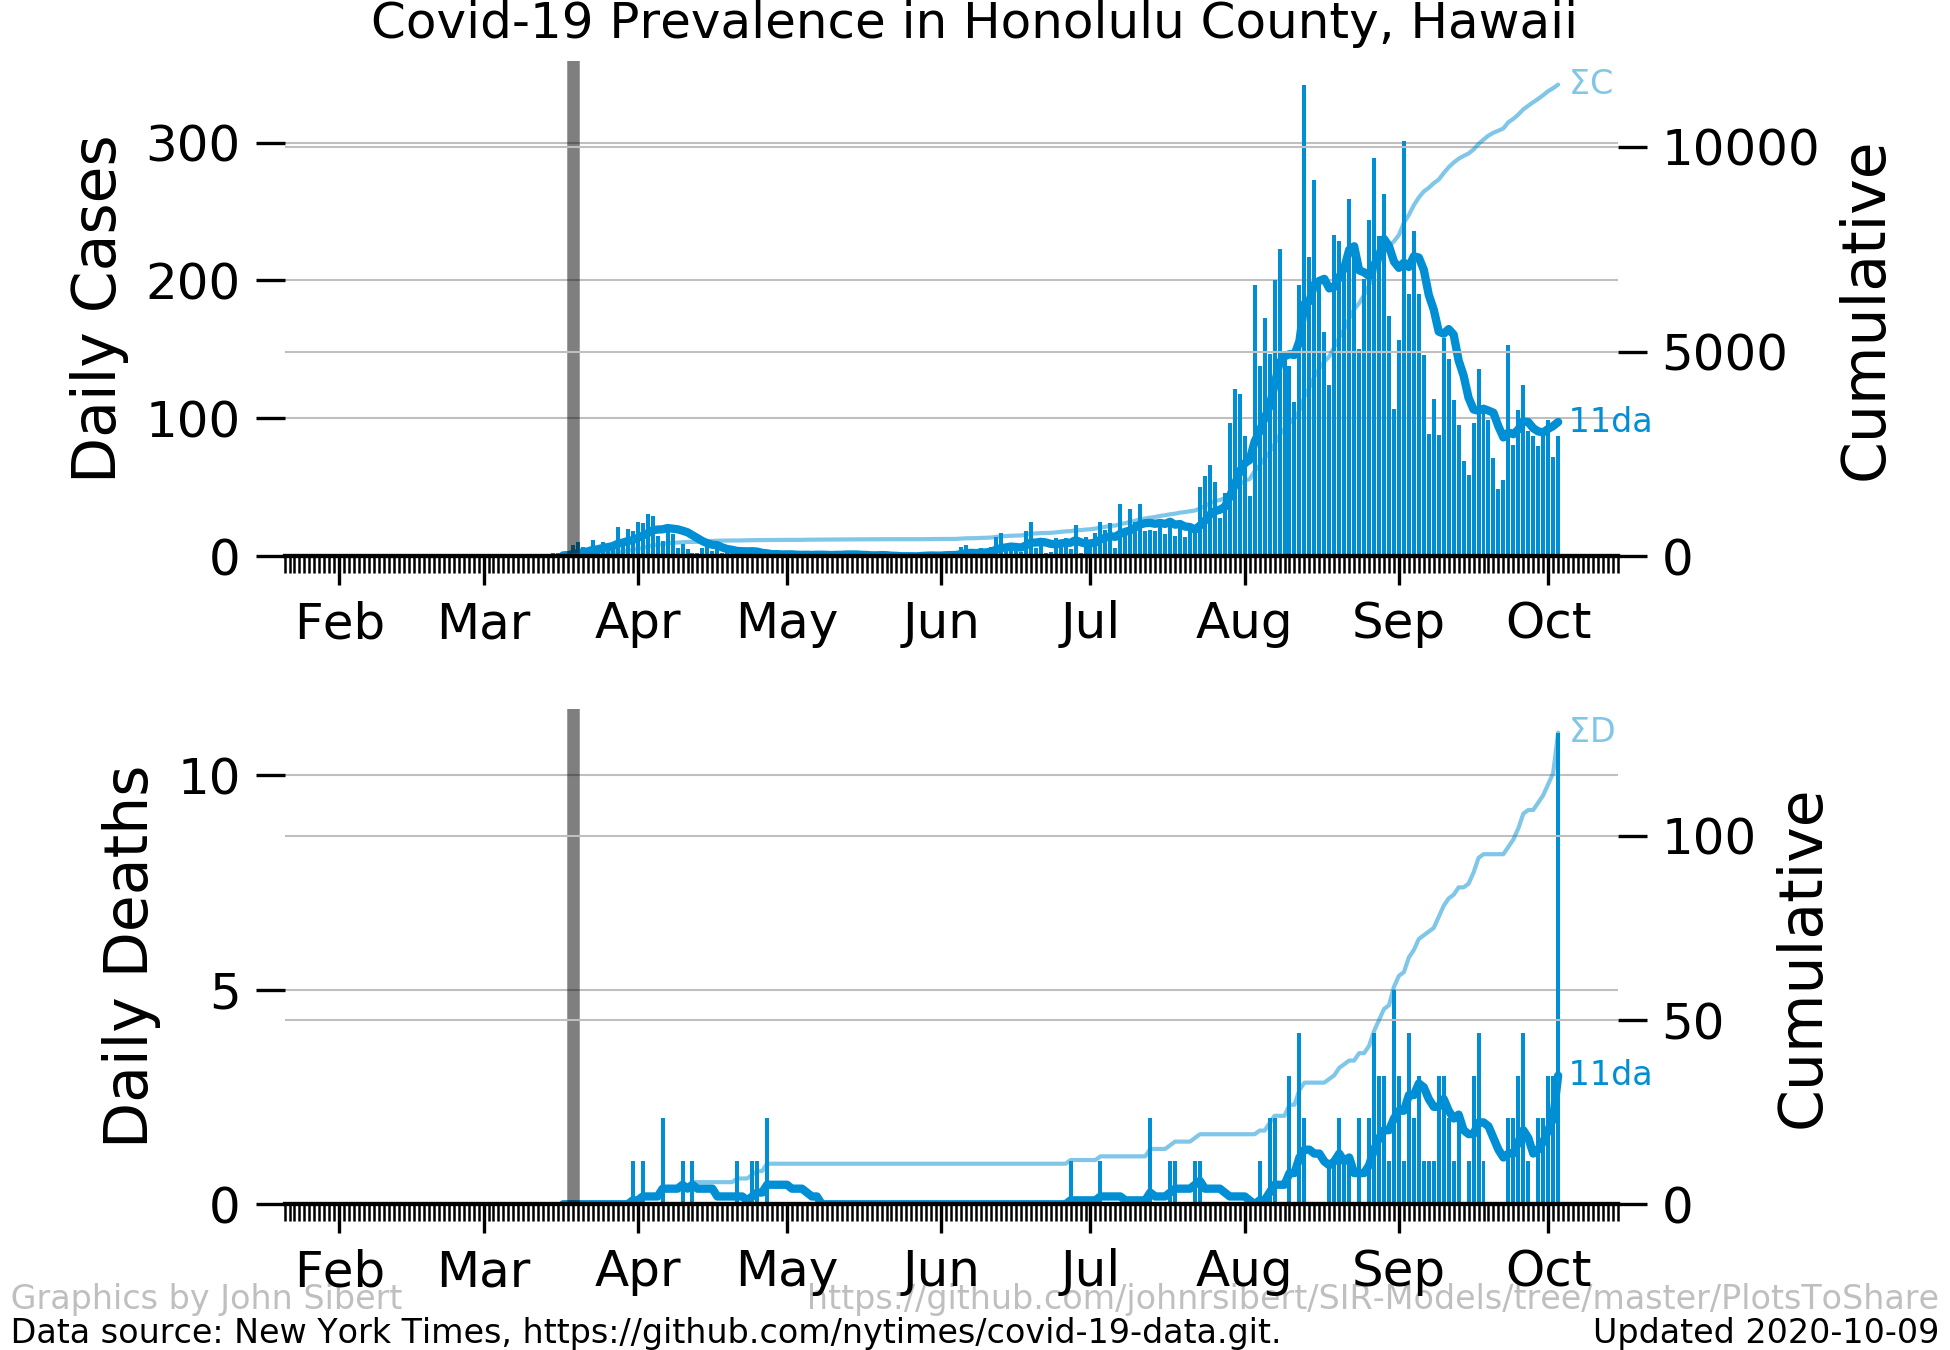 Covid-19 Prevalence in Honolulu County, Hawaii
Daily Cases
300
200
100
0
ΣC
11da
10000
5000
0
Cumulative
Feb Mar Apr May Jun Jul Aug Sep Oct
Daily Deaths
10
5
0
ΣD
11da
100
50
0
Cumulative
Feb Mar Apr May Jun Jul Aug Sep Oct
Graphics by John Sibert https://github.com/johnrsibert/SIR-Models/tree/master/PlotsToShare
Data source: New York Times, https://github.com/nytimes/covid-19-data.git. Updated 2020-10-09